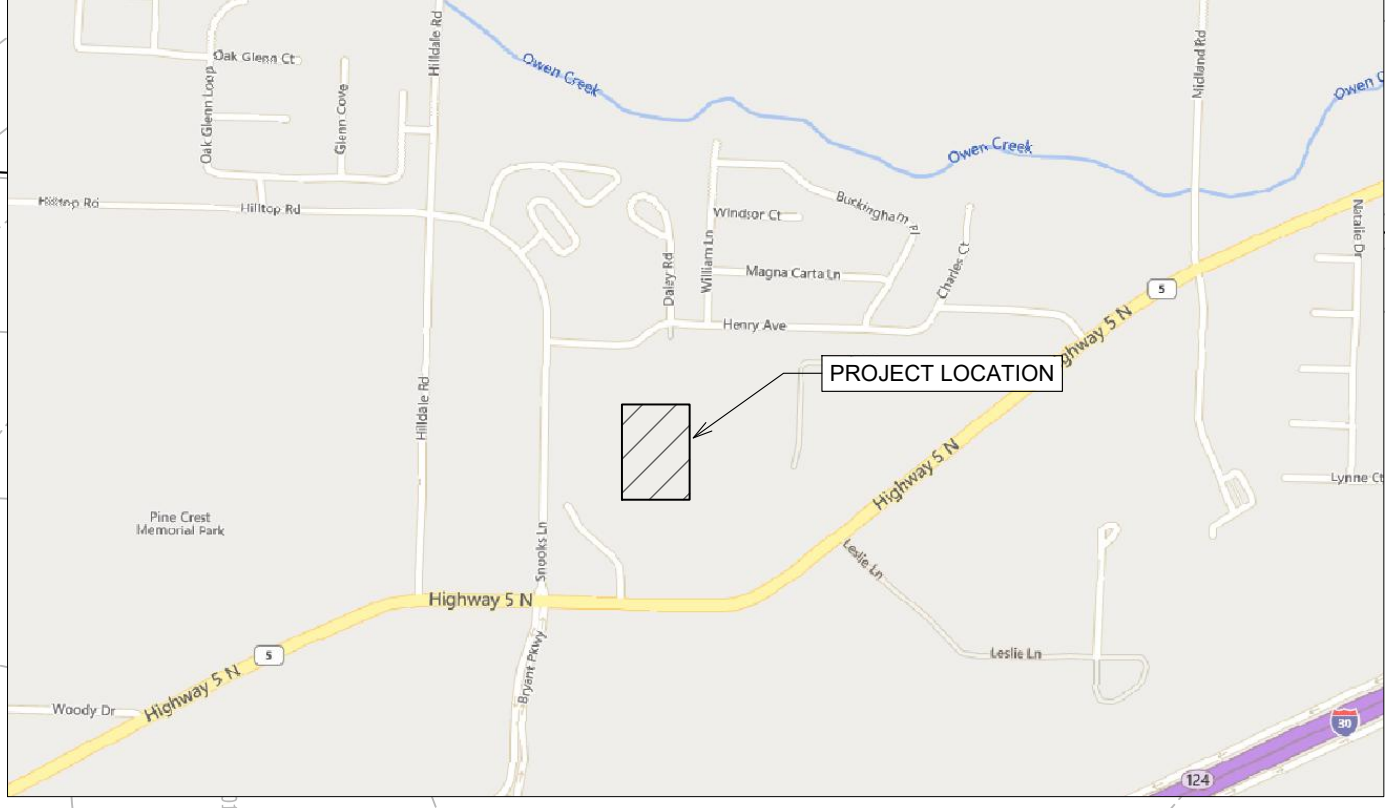 Hilldale Rd
Oak Glenn Ct
Owen Creek
Midland Rd
Oak Glenn Loop
Glenn Cove
Owen C
Owen Creek
Hilltop Rd
Hilltop Rd
Windsor Ct
Buckingham Pl
Natalie Dr
William Ln
Daley Rd
Magna Carta Ln
Charles Ct
5
Henry Ave
Highway 5 N
PROJECT LOCATION
Hilldale Rd
Highway 5 N
Lynne Ct
Pine Crest
Memorial Park
Snooks Ln
Leslie Ln
Highway 5 N
5
Leslie Ln
Bryant Pkwy
Highway 5 N
Woody Dr
30
124